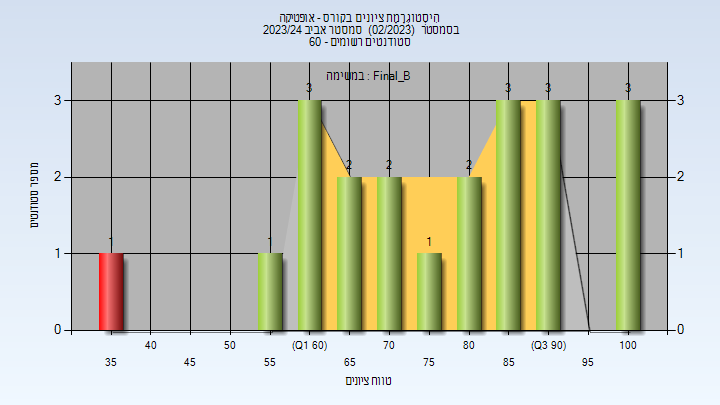 היסטוגרמת ציונים בקורס - אופטיקה
בסמסטר (02/2023) סמסטר אביב 2023/24
סטודנטים רשומים - 60
במשימה : Final_B
מספר סטודנטים
3 3
2 2
1 1
0 0
1 1 3 2 2 1 2 3 3 3
40 50 (Q1 60) 70 80 (Q3 90) 100
35 45 55 65 75 85 95
טווח ציונים